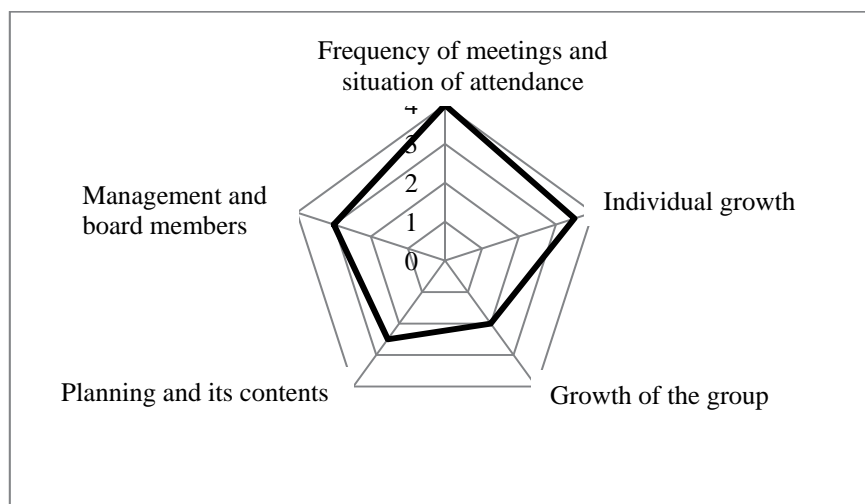 Frequency of meetings and
situation of attendance
4
3
2
1
0
Individual growth
Growth of the group
Planning and its contents
Management and
board members